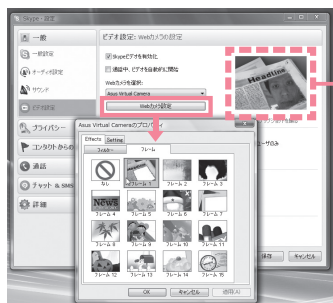 Skype - 設定
一般
一般設定
オーディオ設定
サウンド
ビデオ設定
プライバシー
コンタクトからの
通話
チャット & SMS
詳細
ビデオ設定: Webカメラの設定
Skypeビデオを有効化
通話中、ビデオを自動的に開始
Webカメラを選択:
Asus Virtual Camera
Webカメラ設定
Headline
ユーザのみ
保存
キャンセル
Asus Virtual Cameraのプロパティ
Effects Setting
フィルター フレーム
なし フレーム 1 フレーム 2 フレーム 3
News
フレーム 4 フレーム 5 フレーム 6 フレーム 7
フレーム 8 フレーム 9 フレーム 10 フレーム 11
フレーム 12 フレーム 13 フレーム 14 フレーム 15
OK キャンセル 適用(A)